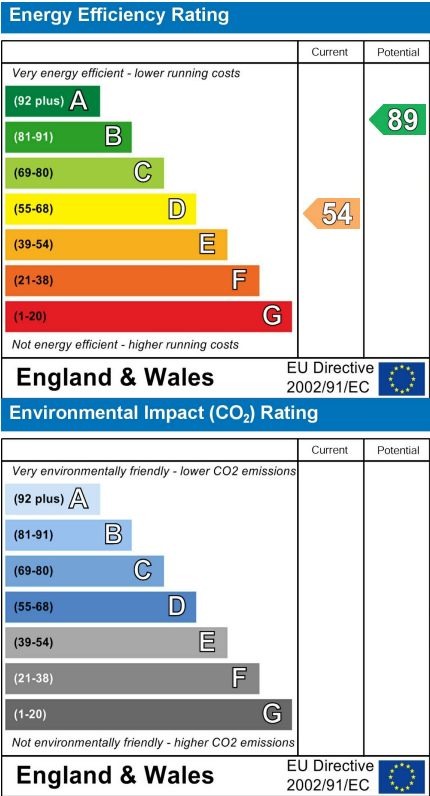 Energy Efficiency Rating
Current Potential
Very energy efficient - lower running costs
(92 plus) A
89
(81-91) B
(69-80) C
(55-68) D
54
(39-54) E
(21-38) F
(1-20) G
Not energy efficient - higher running costs
England & Wales
EU Directive
2002/91/EC
Environmental Impact (CO₂) Rating
Current Potential
Very environmentally friendly - lower CO2 emissions
(92 plus) A
(81-91) B
(69-80) C
(55-68) D
(39-54) E
(21-38) F
(1-20) G
Not environmentally friendly - higher CO2 emissions
England & Wales
EU Directive
2002/91/EC